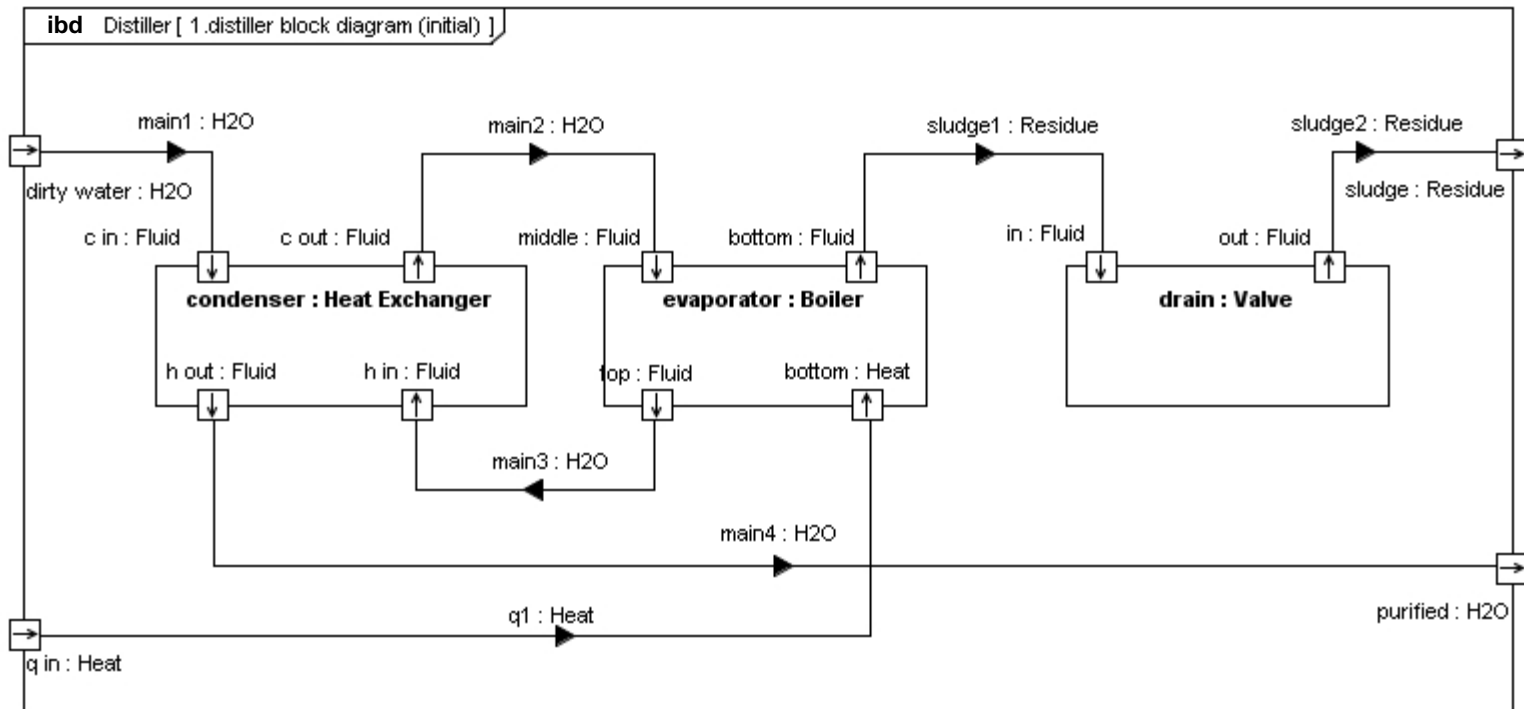 ibd Distiller [ 1.distiller block diagram (initial) ]
main1 : H2O
main2 : H2O
sludge1 : Residue
sludge2 : Residue
dirty water : H2O
sludge : Residue
c in : Fluid
c out : Fluid
middle : Fluid
bottom : Fluid
in : Fluid
out : Fluid
condenser : Heat Exchanger
evaporator : Boiler
drain : Valve
h out : Fluid
h in : Fluid
top : Fluid
bottom : Heat
main3 : H2O
main4 : H2O
q1 : Heat
purified : H2O
q in : Heat